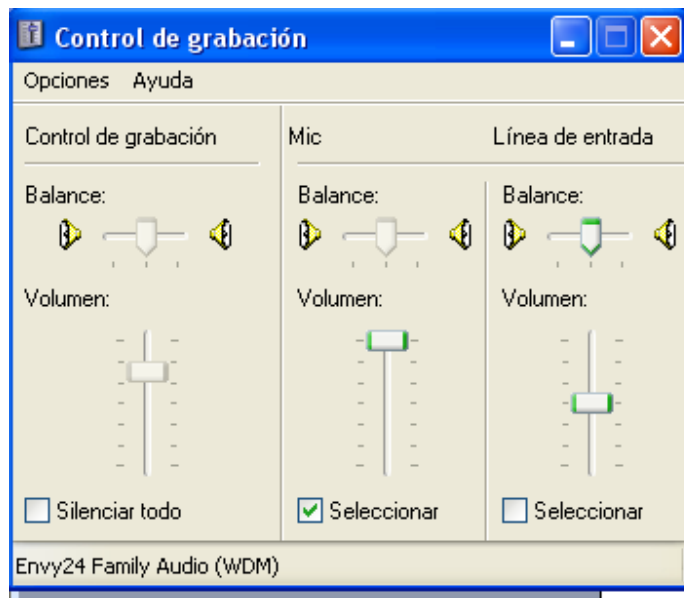 Control de grabación
Opciones Ayuda
Control de grabación Mic Línea de entrada
Balance: Balance: Balance:
Volumen: Volumen: Volumen:
Silenciar todo Seleccionar Seleccionar
Envy24 Family Audio (WDM)